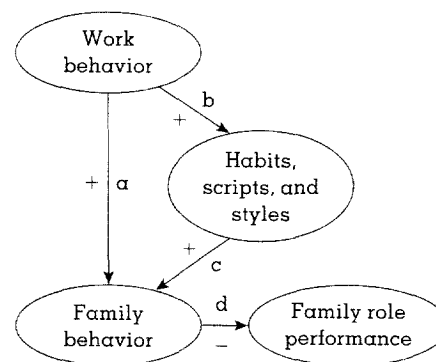 Work
behavior
b
+
Habits,
scripts, and
styles
+ a
+
c
Family
behavior
d
−
Family role
performance